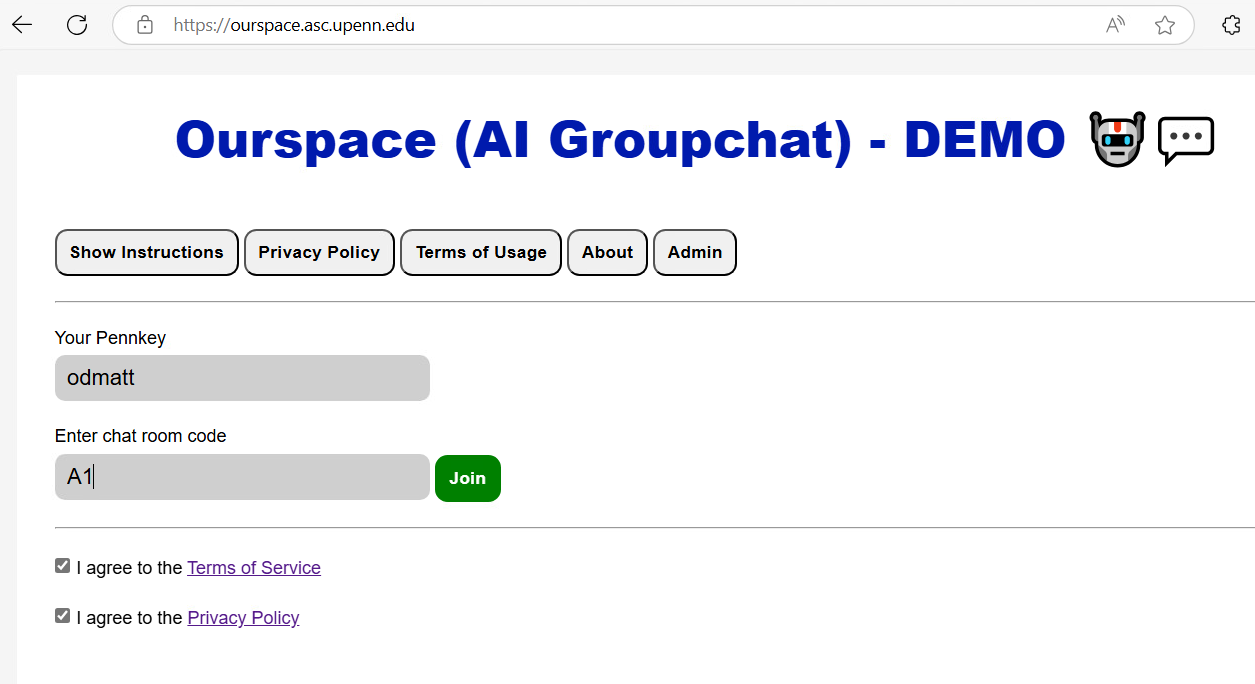 https://ourspace.asc.upenn.edu
Ourspace (AI Groupchat) - DEMO
Show Instructions Privacy Policy Terms of Usage About Admin
Your Pennkey
odmatt
Enter chat room code
A1
Join
I agree to the Terms of Service
I agree to the Privacy Policy